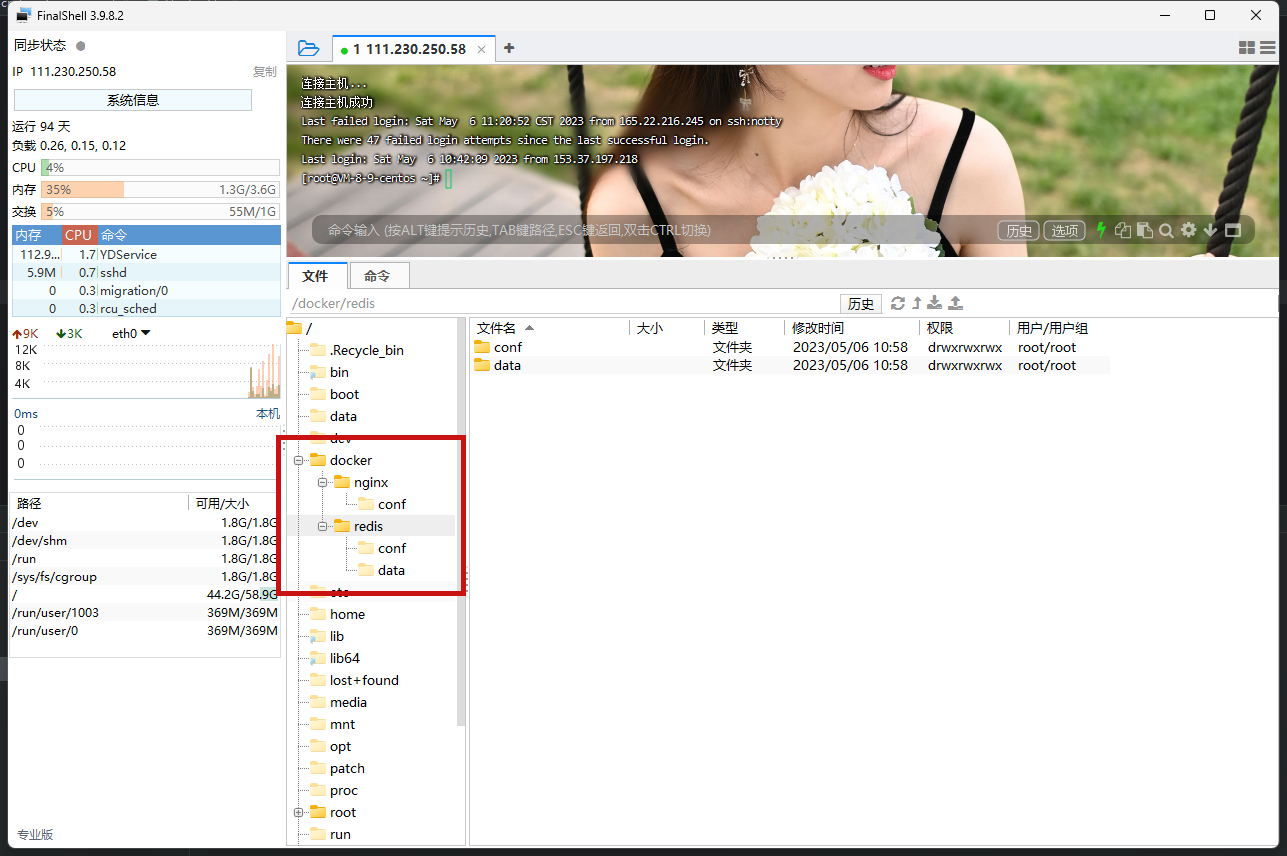 FinalShell 3.9.8.2
同步状态
IP 111.230.250.58 复制
系统信息
运行 94 天
负载 0.26, 0.15, 0.12
CPU 4%
内存 35% 1.3G/3.6G
交换 5% 55M/1G
内存 CPU 命令
112.9... 1.7 YDService
5.9M 0.7 sshd
0 0.3 migration/0
0 0.3 rcu_sched
9K 3K eth0
12K
8K
4K
0ms 本机
0
0
0
路径 可用/大小
/dev 1.8G/1.8G
/dev/shm 1.8G/1.8G
/run 1.8G/1.8G
/sys/fs/cgroup 1.8G/1.8G
/ 44.2G/58.9G
/run/user/1003 369M/369M
/run/user/0 369M/369M
专业版
1 111.230.250.58
连接主机...
连接主机成功
Last failed login: Sat May  6 11:20:52 CST 2023 from 165.22.216.245 on ssh:notty
There were 47 failed login attempts since the last successful login.
Last login: Sat May  6 10:42:09 2023 from 153.37.197.218
[root@VM-8-9-centos ~]#
命令输入 (按ALT键提示历史,TAB键路径,ESC键返回,双击CTRL切换) 历史 选项
文件 命令
/docker/redis 历史
/
.Recycle_bin
bin
boot
data
dev
docker
nginx
conf
redis
conf
data
etc
home
lib
lib64
lost+found
media
mnt
opt
patch
proc
root
run
文件名 大小 类型 修改时间 权限 用户/用户组
conf 文件夹 2023/05/06 10:58 drwxrwxrwx root/root
data 文件夹 2023/05/06 10:58 drwxrwxrwx root/root